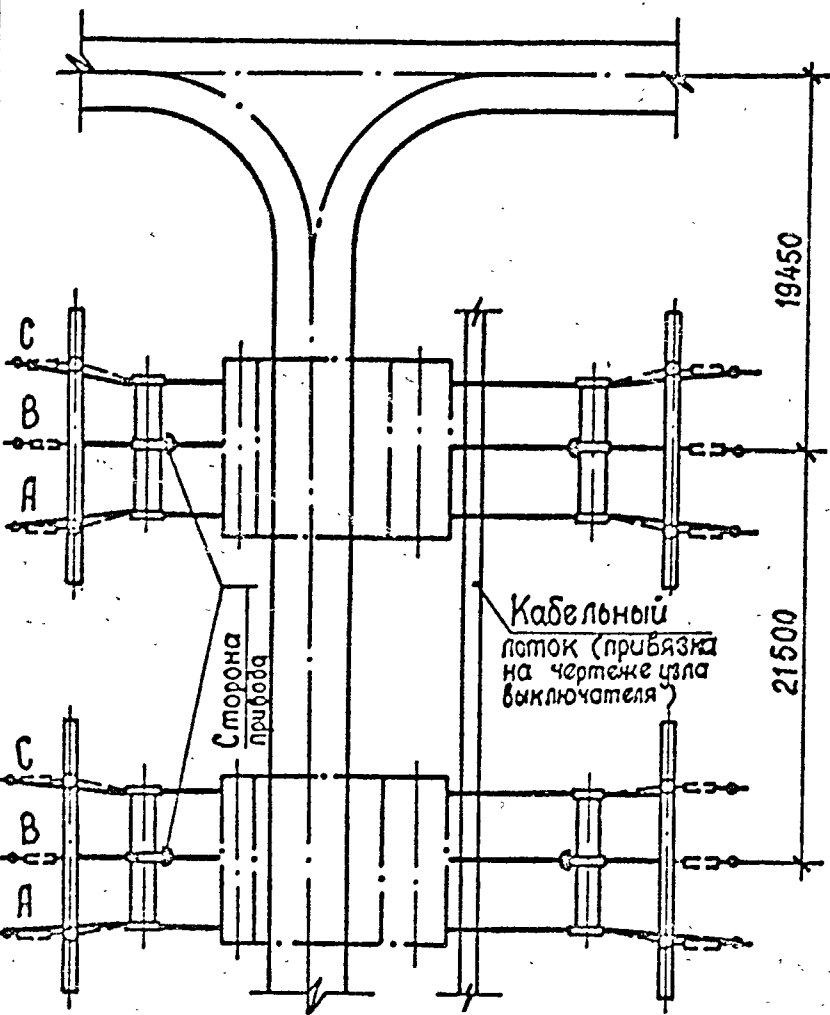 19450
С
В
А
Кабельный
лоток (привязка
на чертеже узла
выключателя)
21500
Сторона
привода
С
В
А